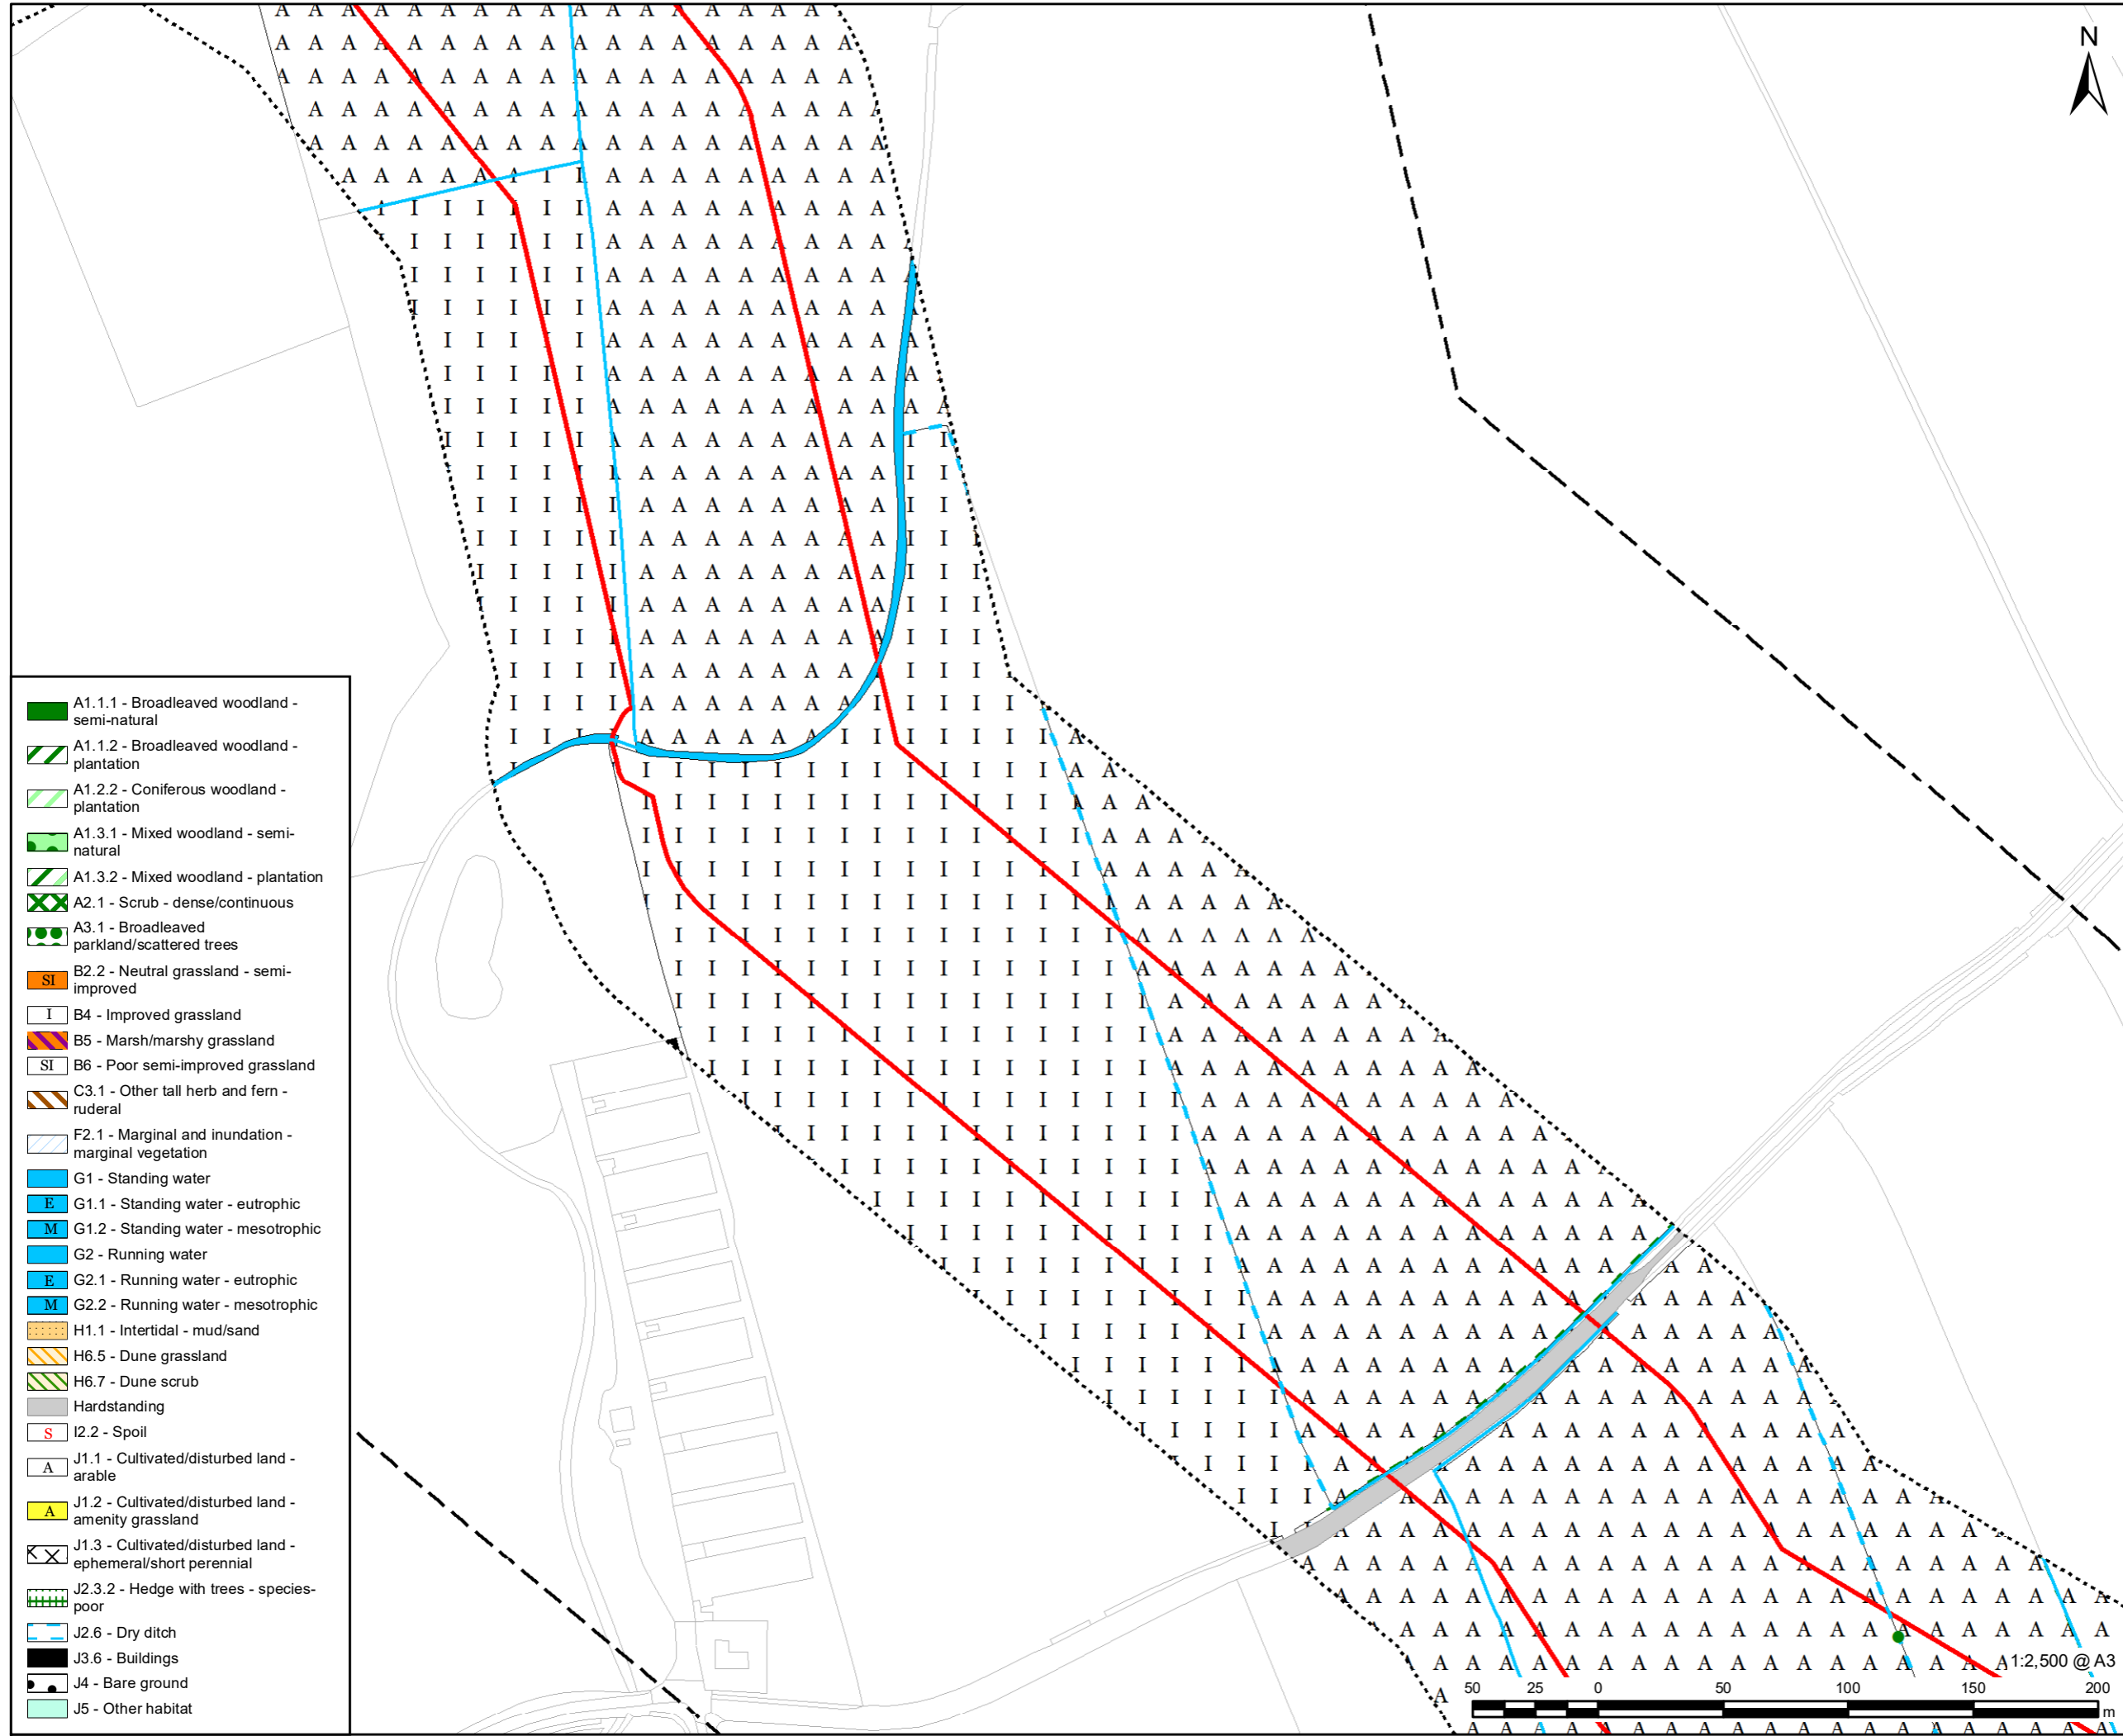 N
A1.1.1 - Broadleaved woodland -
semi-natural
A1.1.2 - Broadleaved woodland -
plantation
A1.2.2 - Coniferous woodland -
plantation
A1.3.1 - Mixed woodland - semi-
natural
A1.3.2 - Mixed woodland - plantation
A2.1 - Scrub - dense/continuous
A3.1 - Broadleaved
parkland/scattered trees
SI B2.2 - Neutral grassland - semi-
improved
I B4 - Improved grassland
B5 - Marsh/marshy grassland
SI B6 - Poor semi-improved grassland
C3.1 - Other tall herb and fern -
ruderal
F2.1 - Marginal and inundation -
marginal vegetation
G1 - Standing water
E G1.1 - Standing water - eutrophic
M G1.2 - Standing water - mesotrophic
G2 - Running water
E G2.1 - Running water - eutrophic
M G2.2 - Running water - mesotrophic
H1.1 - Intertidal - mud/sand
H6.5 - Dune grassland
H6.7 - Dune scrub
Hardstanding
S I2.2 - Spoil
A J1.1 - Cultivated/disturbed land -
arable
A J1.2 - Cultivated/disturbed land -
amenity grassland
J1.3 - Cultivated/disturbed land -
ephemeral/short perennial
J2.3.2 - Hedge with trees - species-
poor
J2.6 - Dry ditch
J3.6 - Buildings
J4 - Bare ground
J5 - Other habitat
1:2,500 @ A3
50 25 0 50 100 150 200
m